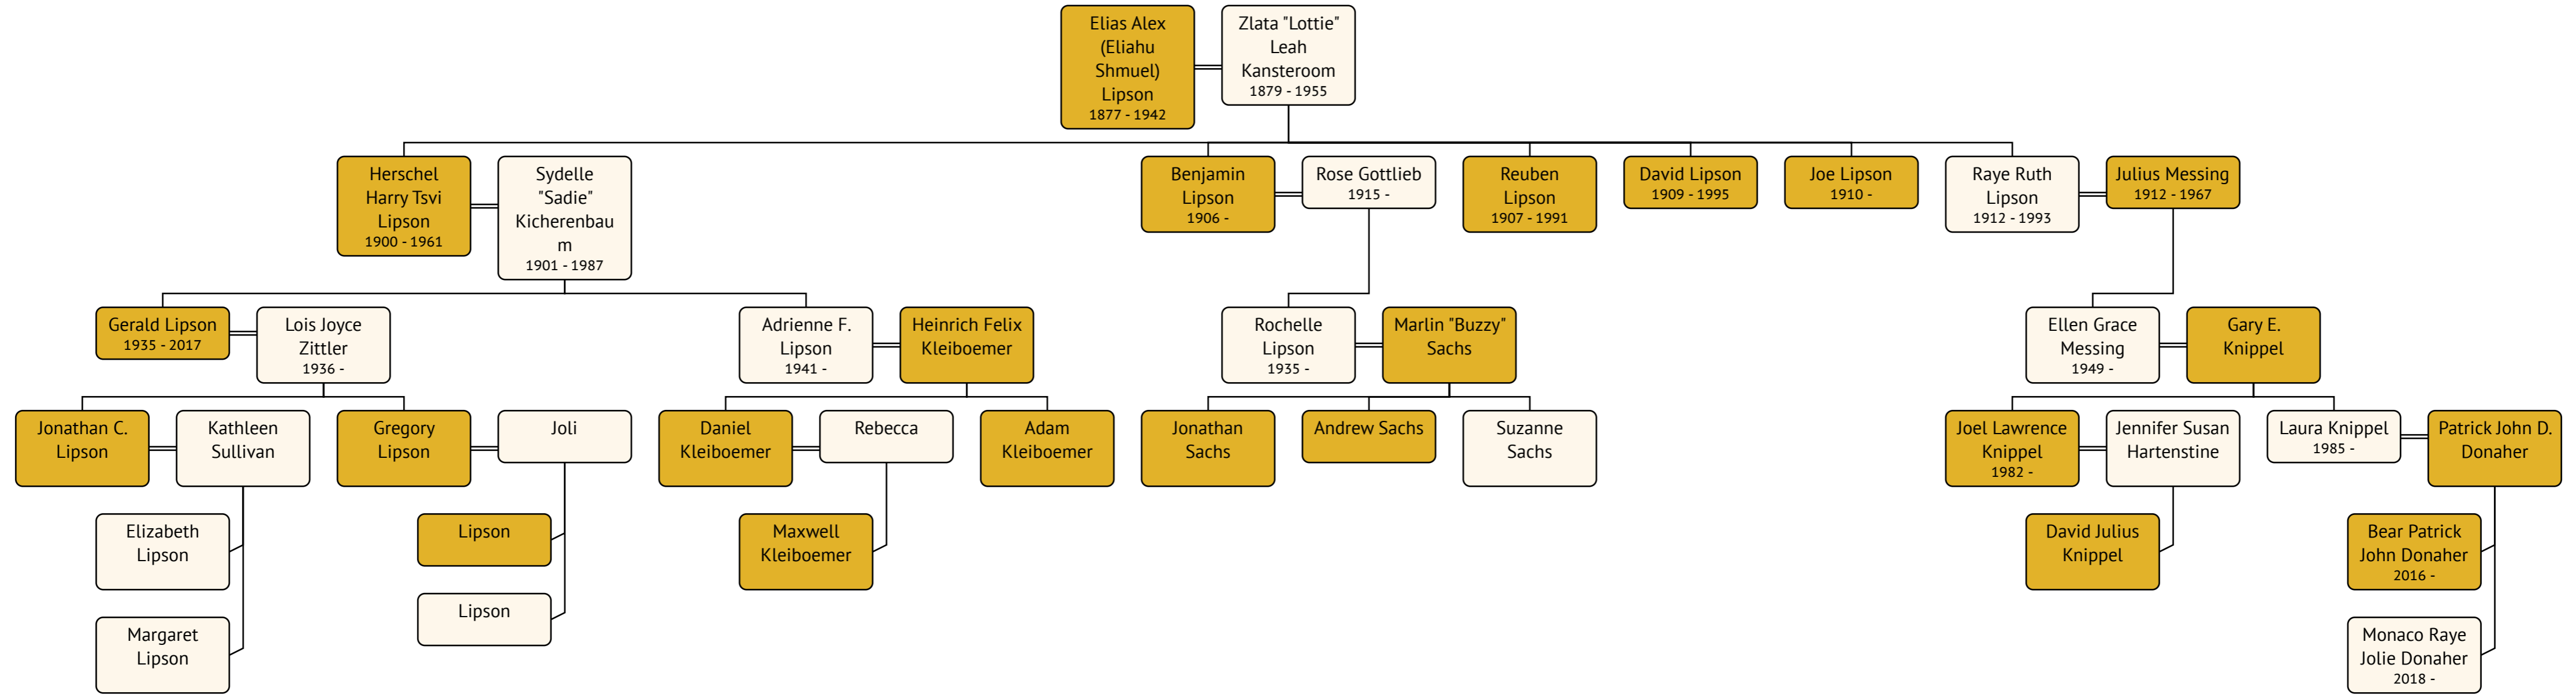 Elias Alex
(Eliahu
Shmuel)
Lipson
1877 - 1942
Zlata "Lottie"
Leah
Kansteroom
1879 - 1955
Herschel
Harry Tsvi
Lipson
1900 - 1961
Sydelle
"Sadie"
Kicherenbau
m
1901 - 1987
Benjamin
Lipson
1906 -
Rose Gottlieb
1915 -
Reuben
Lipson
1907 - 1991
David Lipson
1909 - 1995
Joe Lipson
1910 -
Raye Ruth
Lipson
1912 - 1993
Julius Messing
1912 - 1967
Gerald Lipson
1935 - 2017
Lois Joyce
Zittler
1936 -
Adrienne F.
Lipson
1941 -
Heinrich Felix
Kleiboemer
Rochelle
Lipson
1935 -
Marlin "Buzzy"
Sachs
Ellen Grace
Messing
1949 -
Gary E.
Knippel
Jonathan C.
Lipson
Kathleen
Sullivan
Gregory
Lipson
Joli
Daniel
Kleiboemer
Rebecca
Adam
Kleiboemer
Jonathan
Sachs
Andrew Sachs
Suzanne
Sachs
Joel Lawrence
Knippel
1982 -
Jennifer Susan
Hartenstine
Laura Knippel
1985 -
Patrick John D.
Donaher
Elizabeth
Lipson
Lipson
Maxwell
Kleiboemer
David Julius
Knippel
Bear Patrick
John Donaher
2016 -
Lipson
Margaret
Lipson
Monaco Raye
Jolie Donaher
2018 -